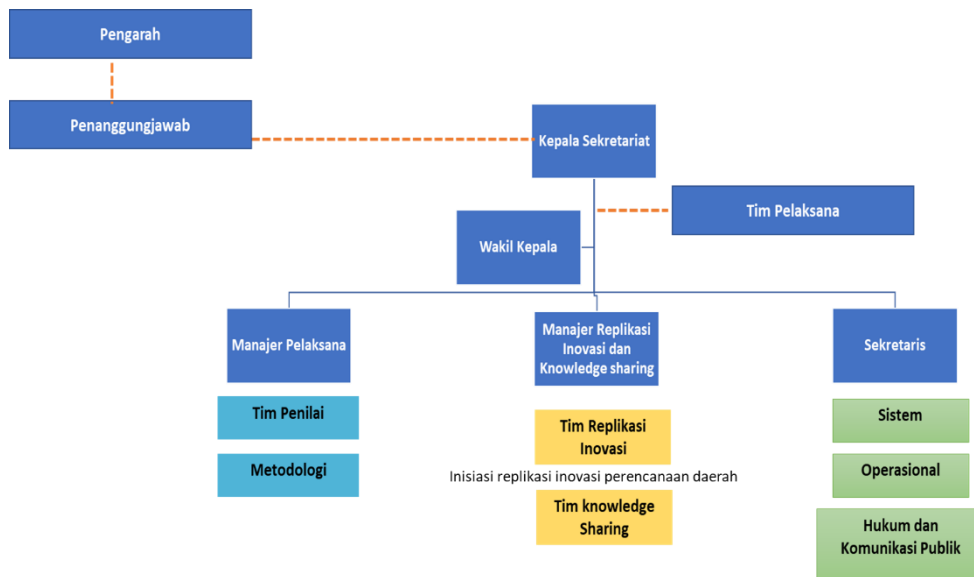 Pengarah
Penanggungjawab
Kepala Sekretariat
Tim Pelaksana
Wakil Kepala
Manajer Pelaksana
Manajer Replikasi
Inovasi dan
Knowledge sharing
Sekretaris
Tim Penilai
Metodologi
Tim Replikasi
Inovasi
Inisiasi replikasi inovasi perencanaan daerah
Tim knowledge
Sharing
Sistem
Operasional
Hukum dan
Komunikasi Publik